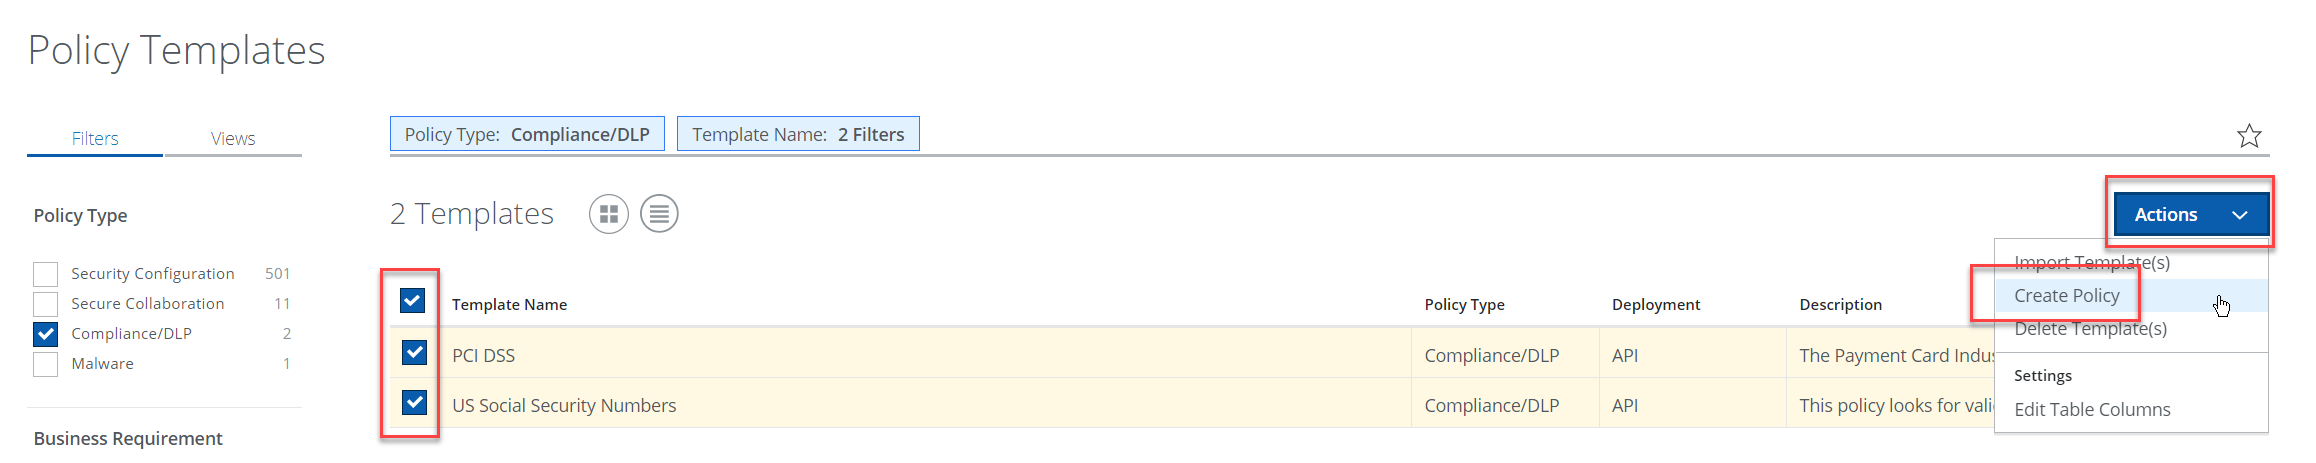 Policy Templates
Filters
Views
Policy Type: Compliance/DLP
Template Name: 2 Filters
Policy Type
Security Configuration 501
Secure Collaboration 11
Compliance/DLP 2
Malware 1
Business Requirement
2 Templates
Actions
Import Template(s)
Create Policy
Delete Template(s)
Settings
Edit Table Columns
Template Name Policy Type Deployment Description
PCI DSS Compliance/DLP API The Payment Card
US Social Security Numbers Compliance/DLP API This policy looks for